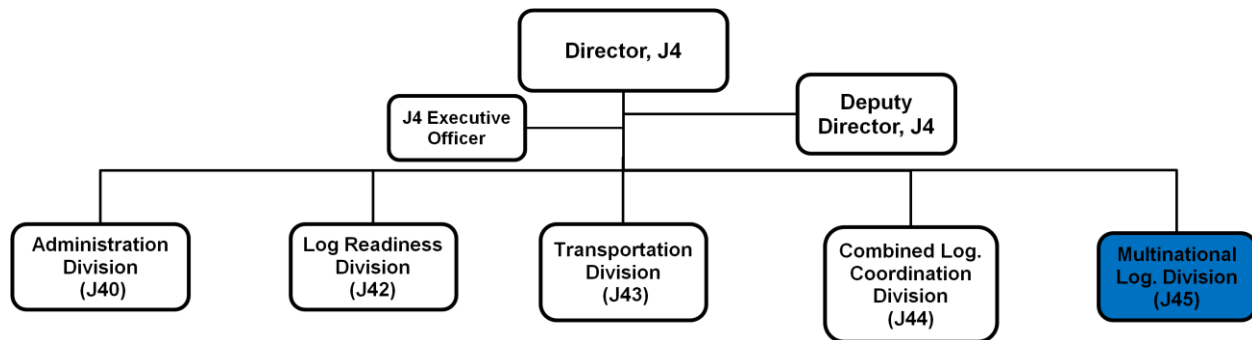 Director, J4
J4 Executive
Officer
Deputy
Director, J4
Administration
Division
(J40)
Log Readiness
Division
(J42)
Transportation
Division
(J43)
Combined Log.
Coordination
Division
(J44)
Multinational
Log. Division
(J45)